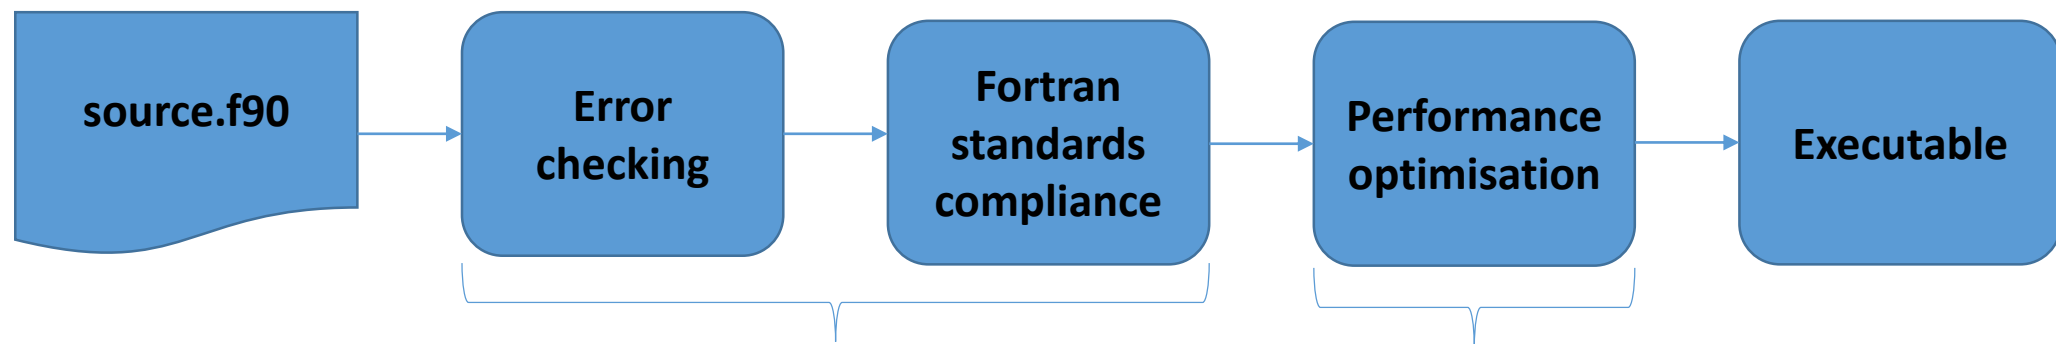 source.f90
Error
checking
Fortran
standards
compliance
Performance
optimisation
Executable